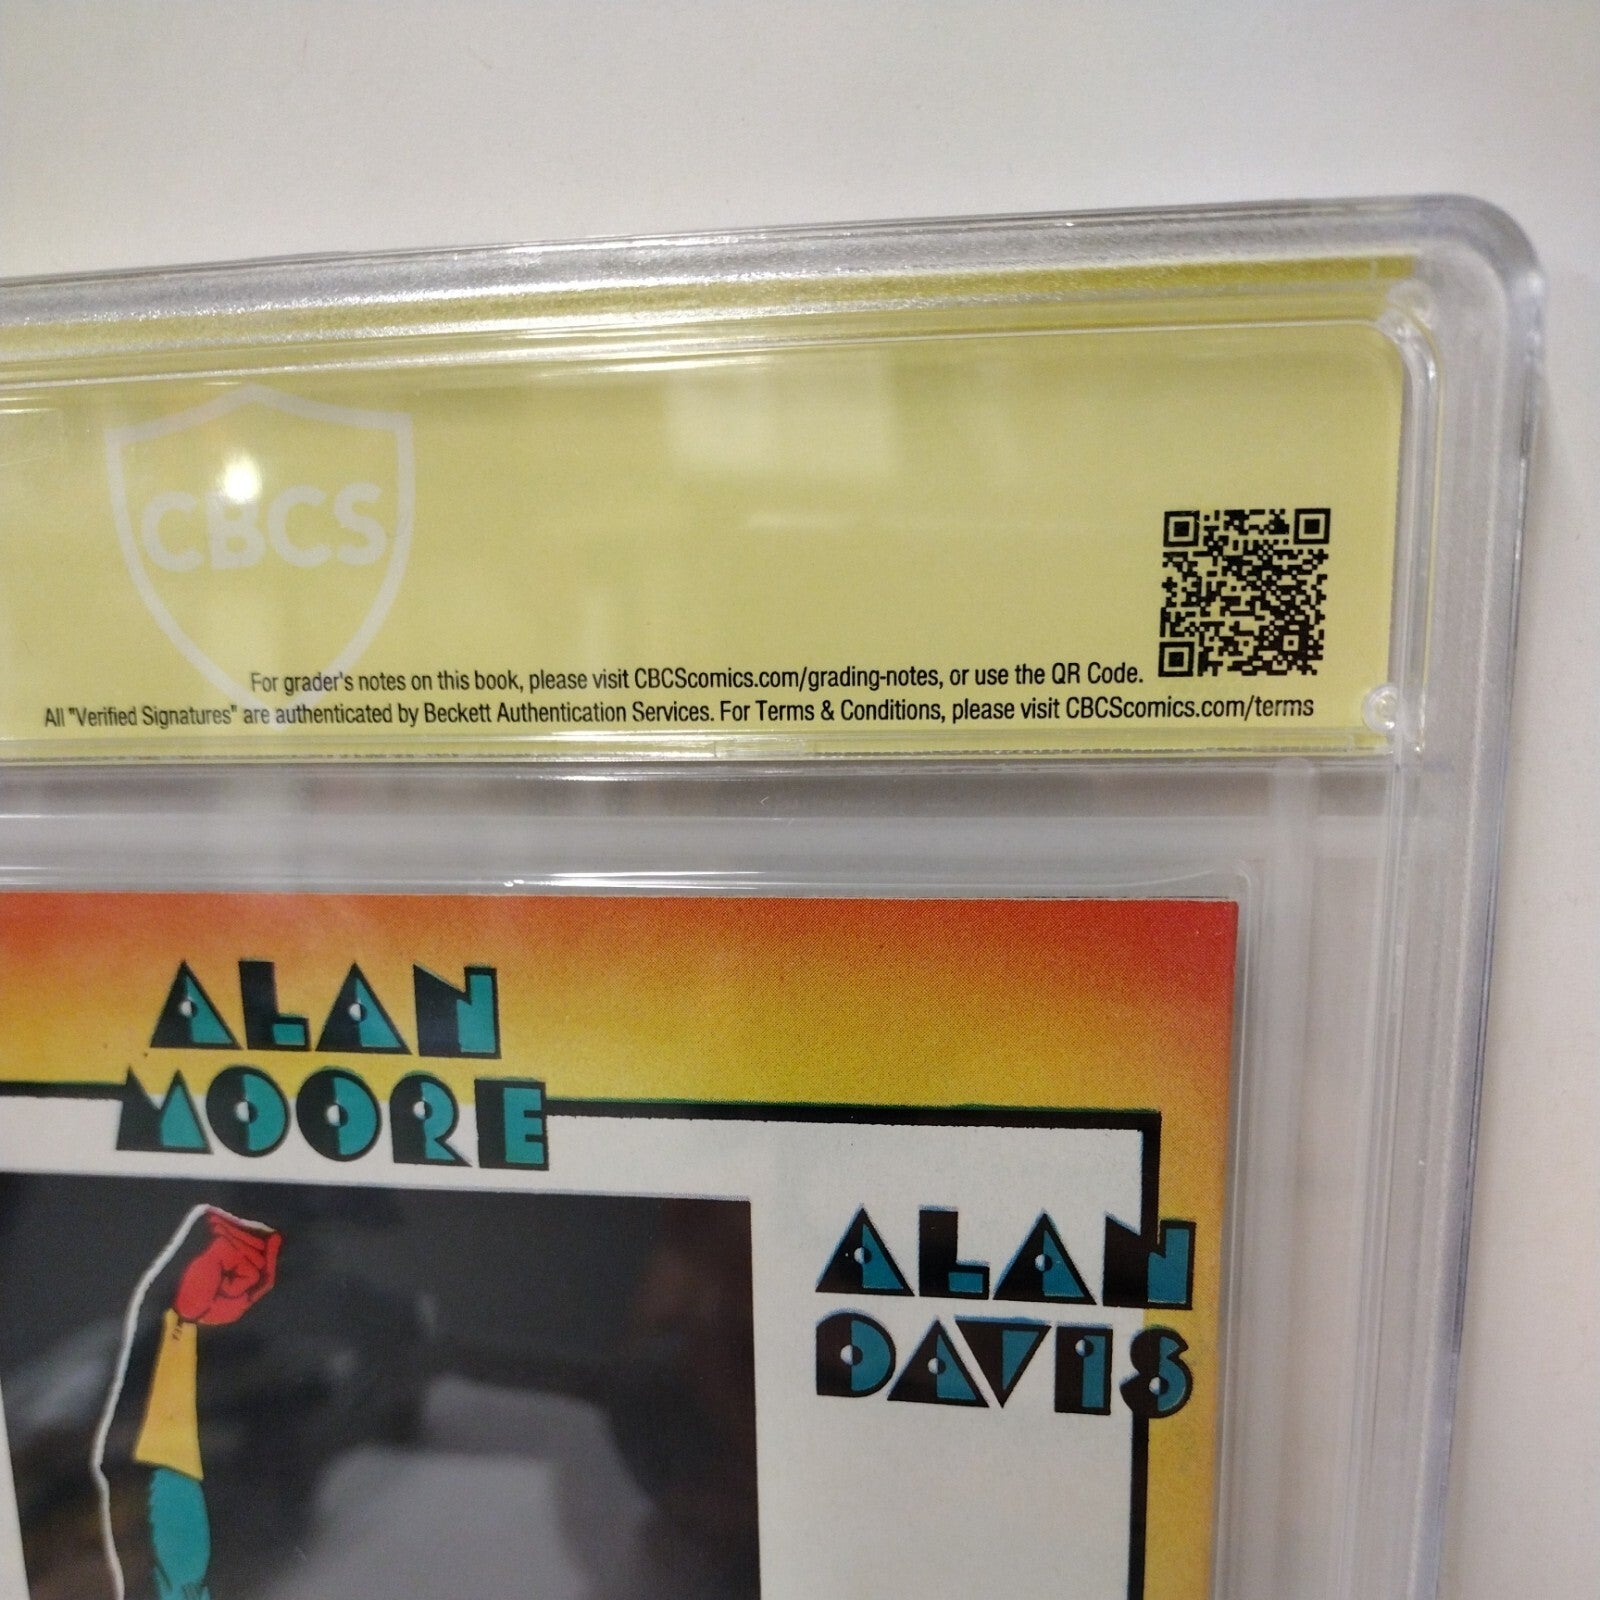 CBCS
For grader's notes on this book, please visit CBCScomics.com/grading-notes, or use the QR Code.
All "Verified Signatures" are authenticated by Beckett Authentication Services. For Terms & Conditions, please visit CBCScomics.com/terms
ALAN
MOORE
ALAN
DAVIS